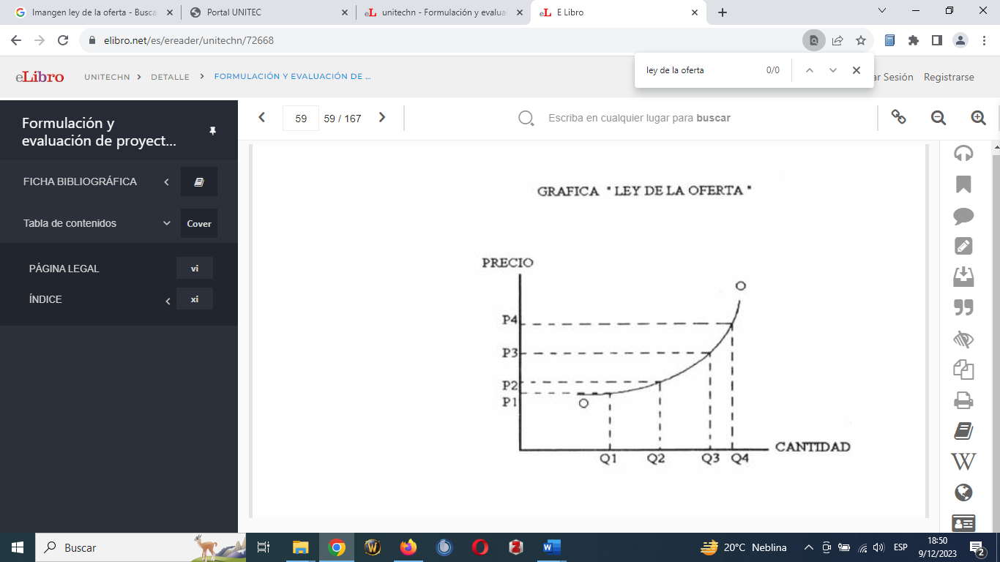 Imangen ley de la oferta - Busca
Portal UNITEC
unitechn - Formulación y evalua
E Libro
elibro.net/es/ereader/unitechn/72668
ley de la oferta 0/0
eLibro
UNITECHN > DETALLE > FORMULACIÓN Y EVALUACIÓN DE ...
ar Sesión Registrarse
Formulación y
evaluación de proyect...
59 59 / 167
Escriba en cualquier lugar para buscar
FICHA BIBLIOGRÁFICA
Tabla de contenidos Cover
PÁGINA LEGAL vi
ÍNDICE xi
GRAFICA " LEY DE LA OFERTA "
PRECIO
O
P4
P3
P2
P1
O
CANTIDAD
Q1 Q2 Q3 Q4
W
Buscar
20°C Neblina
ESP
18:50
9/12/2023
2